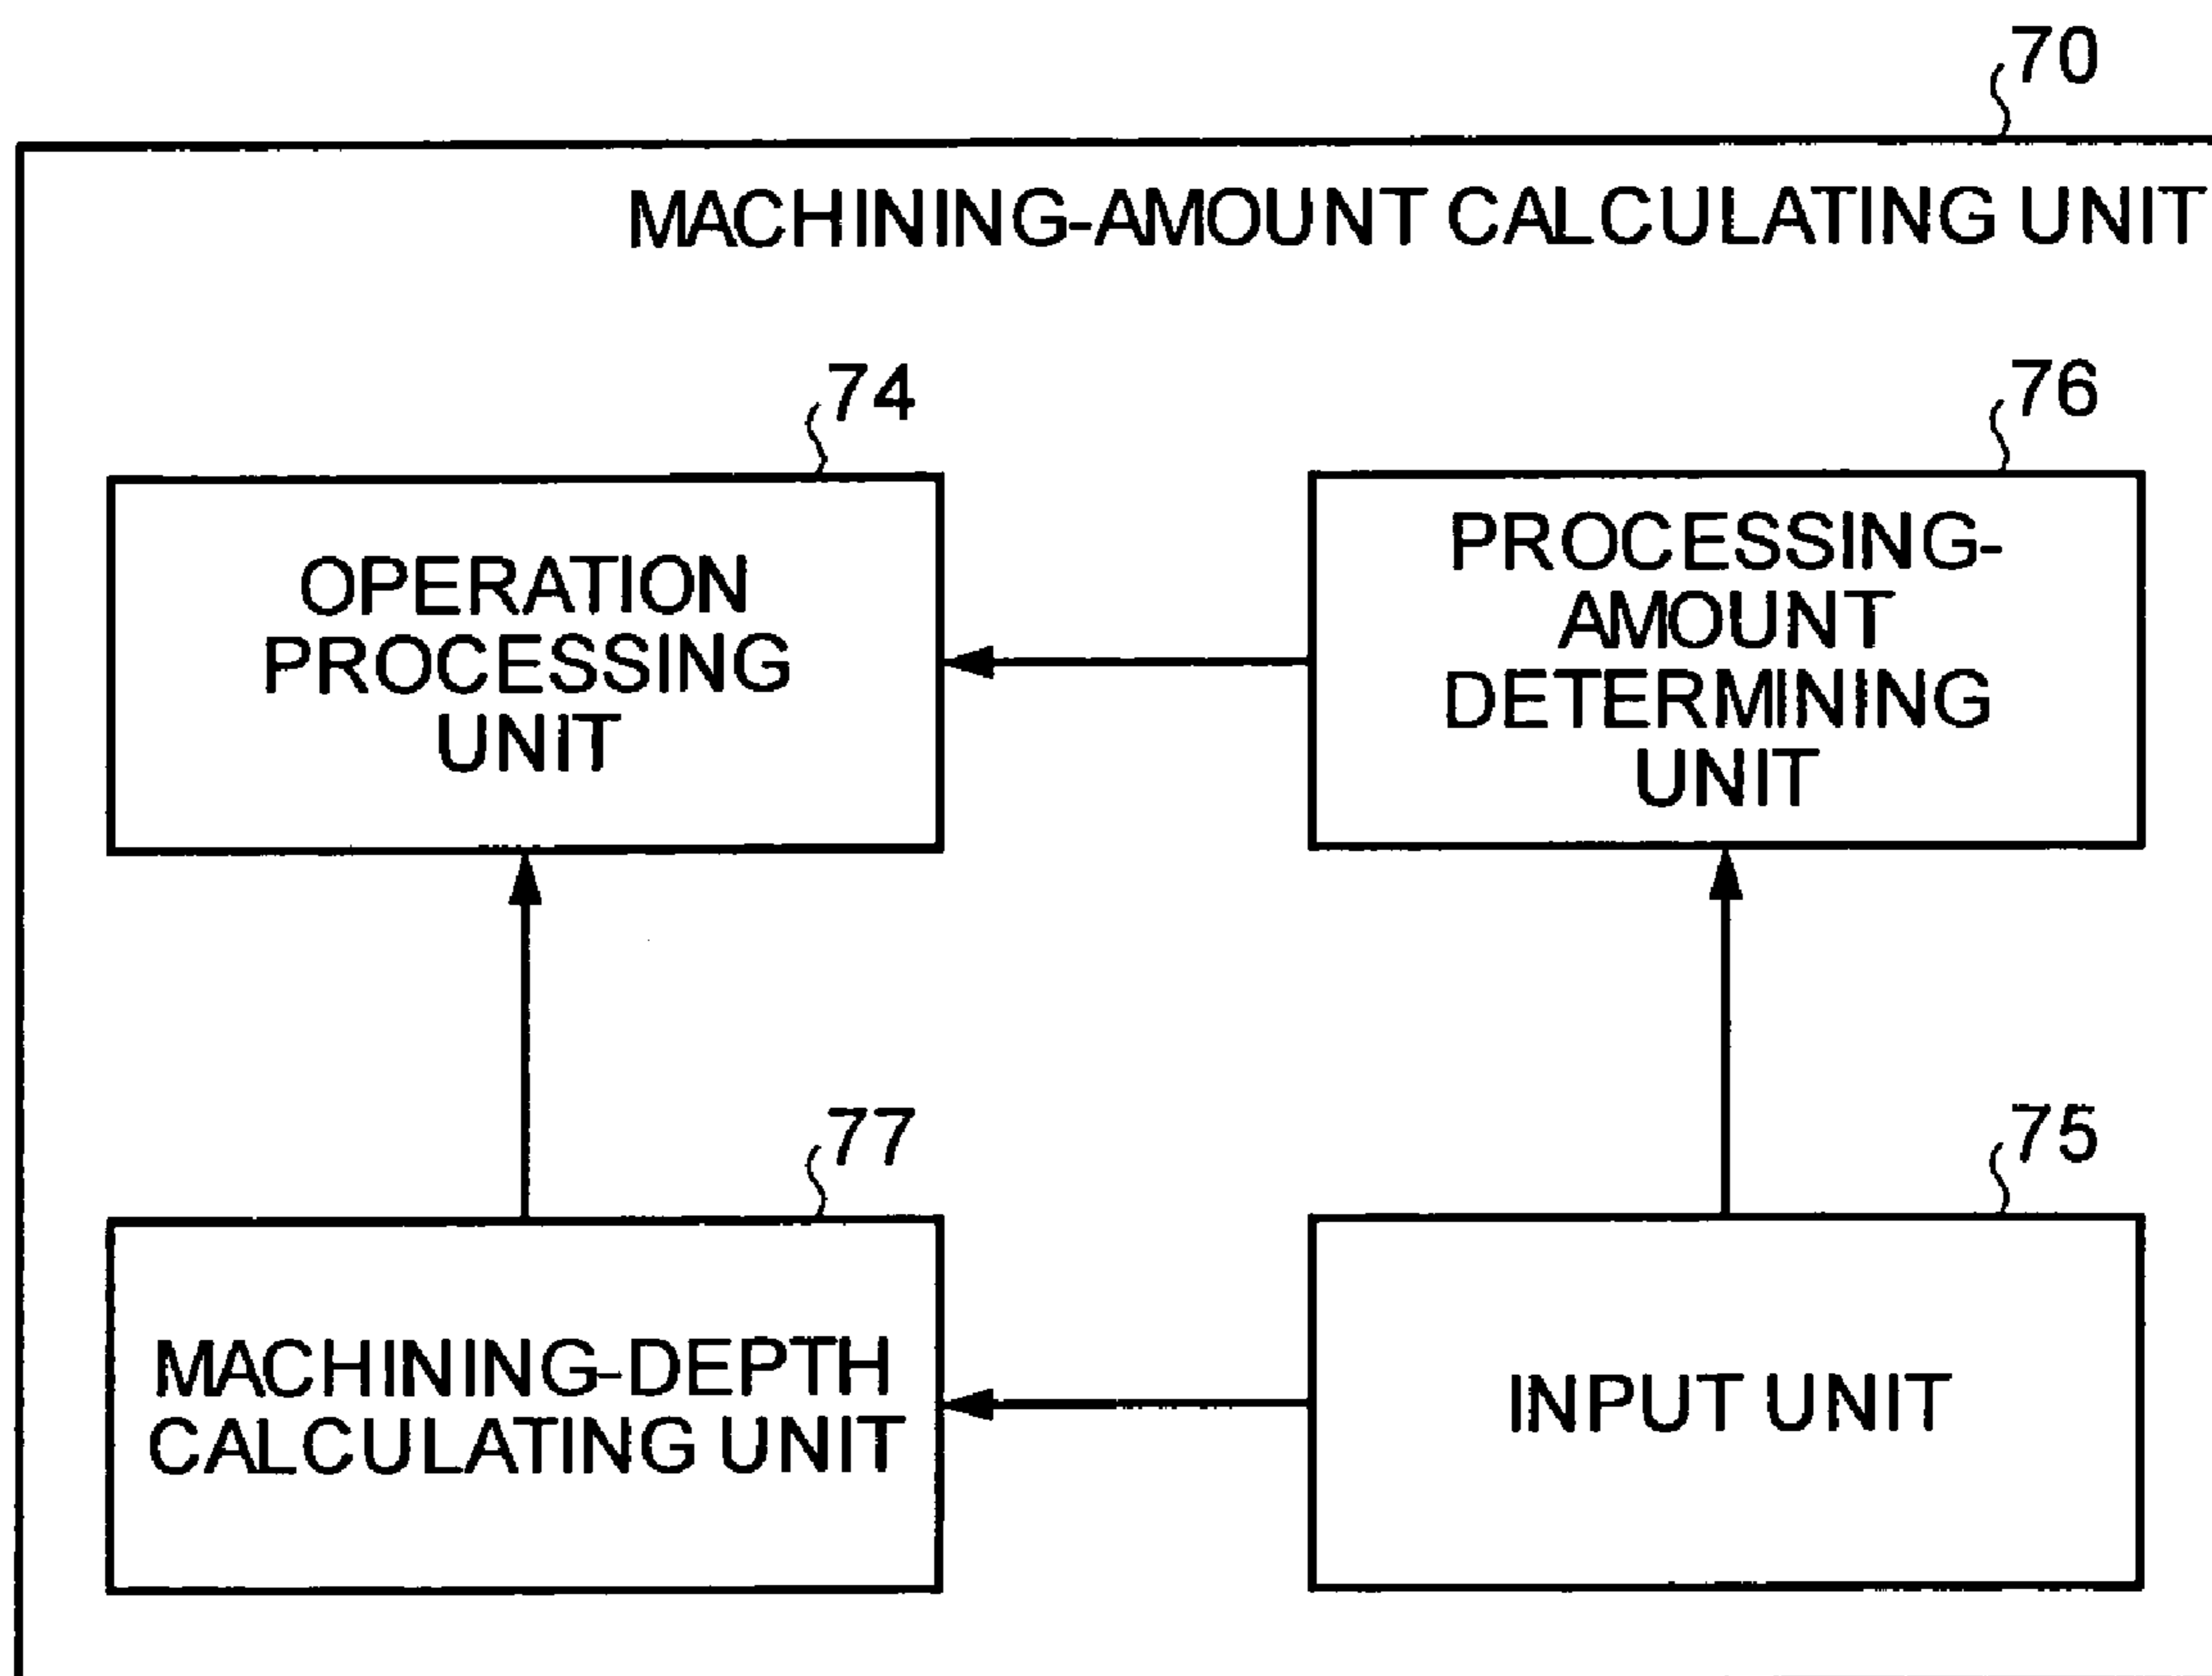 70
MACHINING-AMOUNT CALCULATING UNIT
74
OPERATION
PROCESSING
UNIT
76
PROCESSING-
AMOUNT
DETERMINING
UNIT
77
MACHINING-DEPTH
CALCULATING UNIT
75
INPUT UNIT